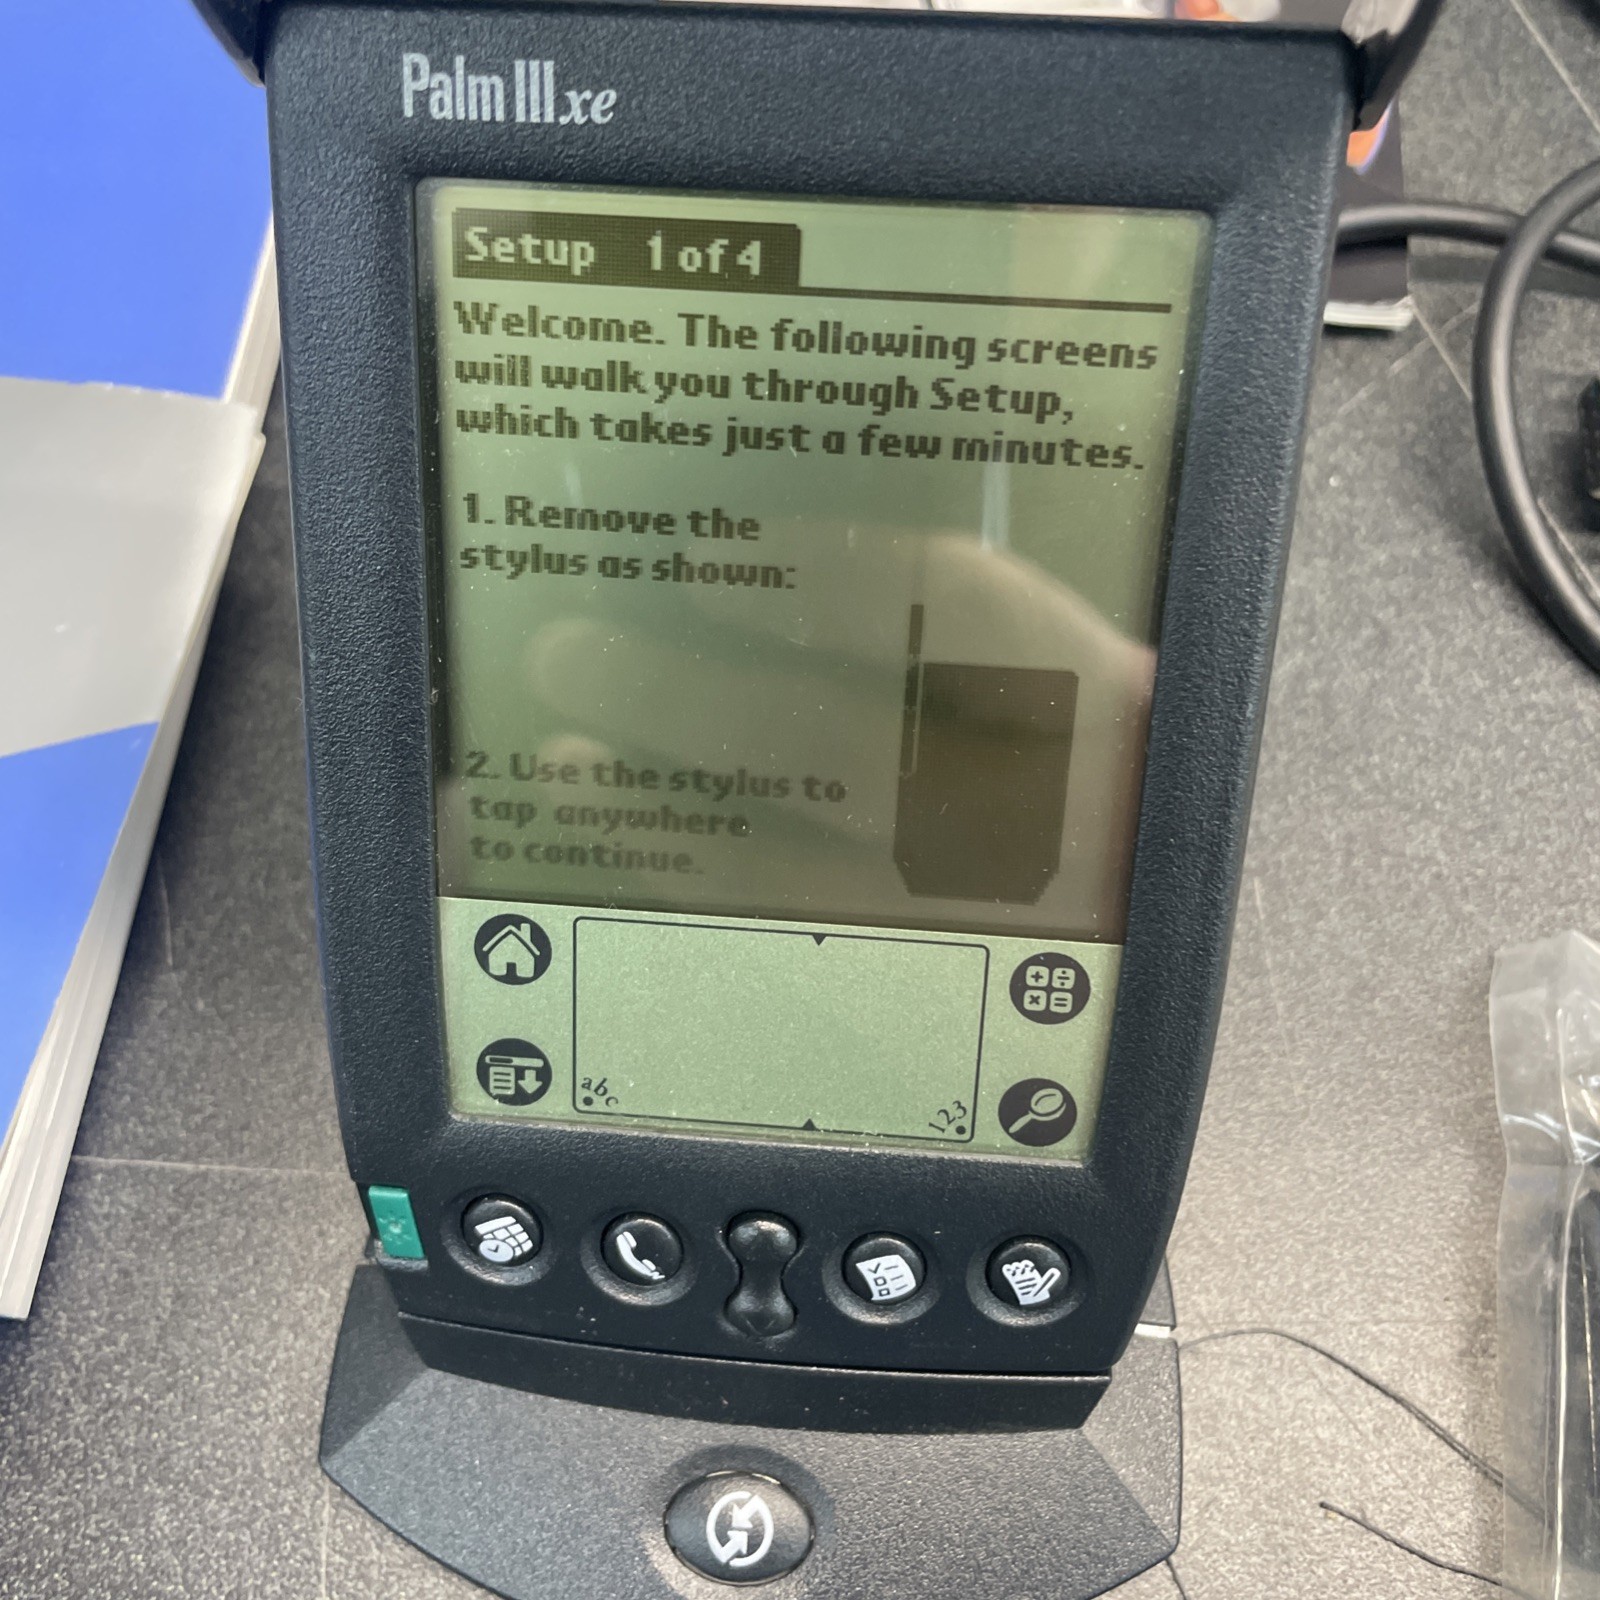 Palm IIIxe
Setup 1 of 4
Welcome. The following screens
will walk you through Setup,
which takes just a few minutes.
1. Remove the
stylus as shown:
2. Use the stylus to
tap anywhere
to continue.
abc
123